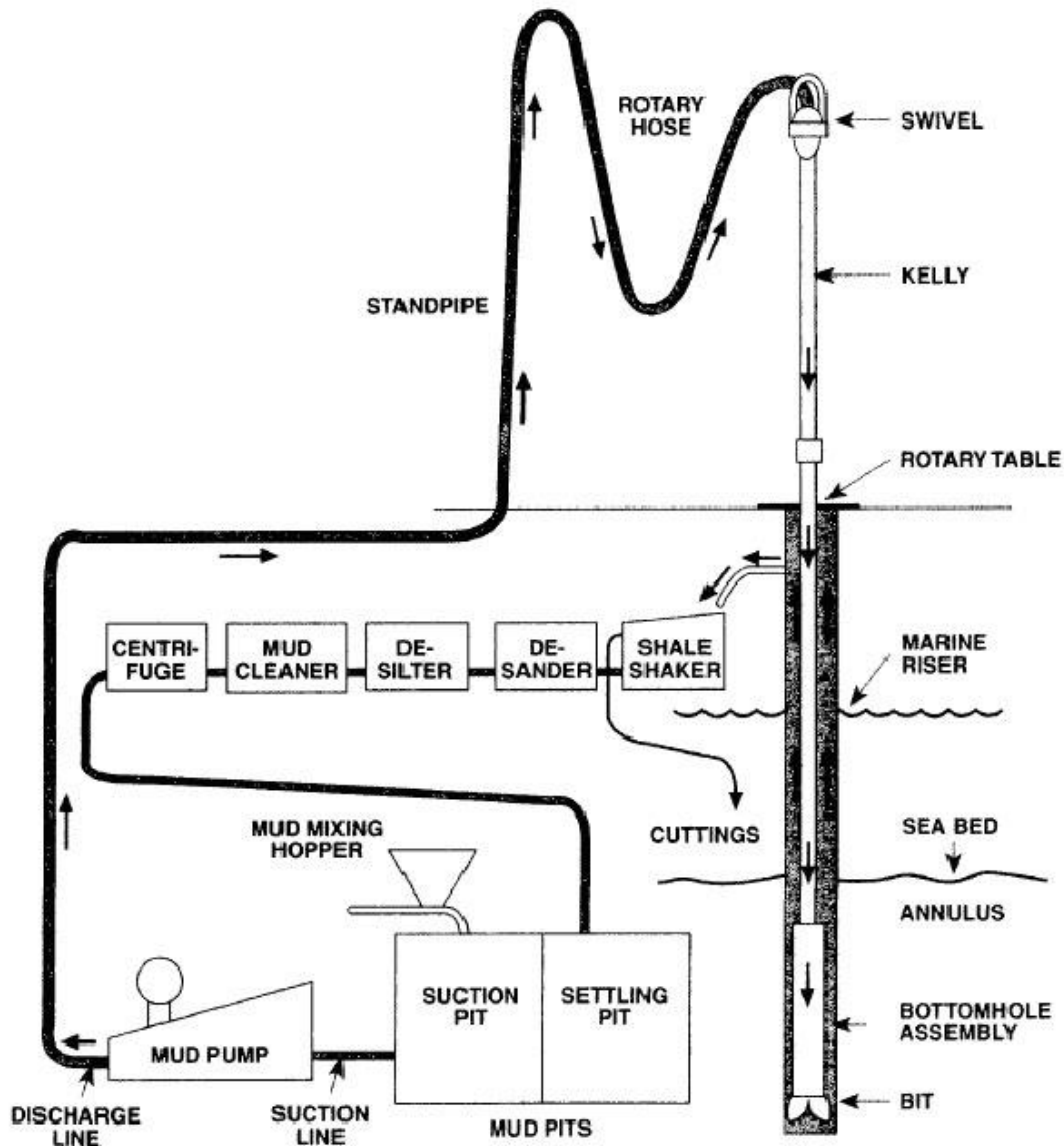 ROTARY
HOSE
SWIVEL
KELLY
STANDPIPE
ROTARY TABLE
CENTRI-
FUGE
MUD
CLEANER
DE-
SILTER
DE-
SANDER
SHALE
SHAKER
MARINE
RISER
MUD MIXING
HOPPER
CUTTINGS
SEA BED
ANNULUS
SUCTION
PIT
SETTLING
PIT
BOTTOMHOLE
ASSEMBLY
MUD PUMP
BIT
DISCHARGE
LINE
SUCTION
LINE
MUD PITS